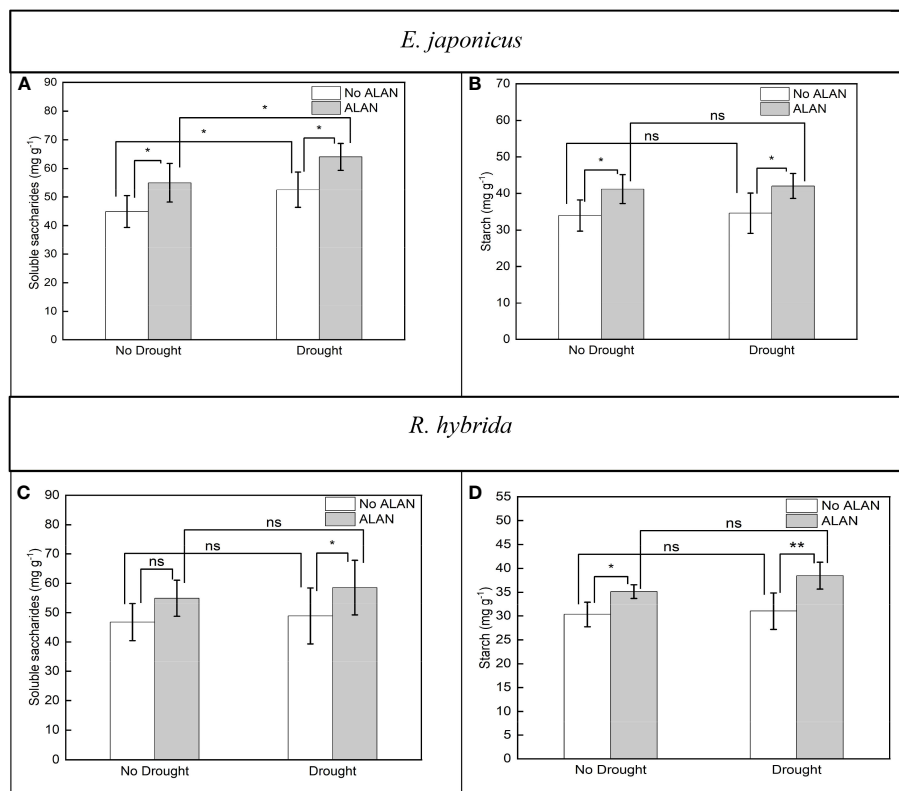 E. japonicus
A
90
80
70
60
50
40
30
20
10
0
Soluble saccharides (mg g⁻¹)
No ALAN
ALAN
*
*
*
*
No Drought
Drought
B
70
60
50
40
30
20
10
0
Starch (mg g⁻¹)
No ALAN
ALAN
ns
ns
*
*
No Drought
Drought
R. hybrida
C
90
80
70
60
50
40
30
20
10
0
Soluble saccharides (mg g⁻¹)
No ALAN
ALAN
ns
ns
*
ns
No Drought
Drought
D
55
50
45
40
35
30
25
20
15
10
5
0
Starch (mg g⁻¹)
No ALAN
ALAN
ns
ns
**
*
No Drought
Drought